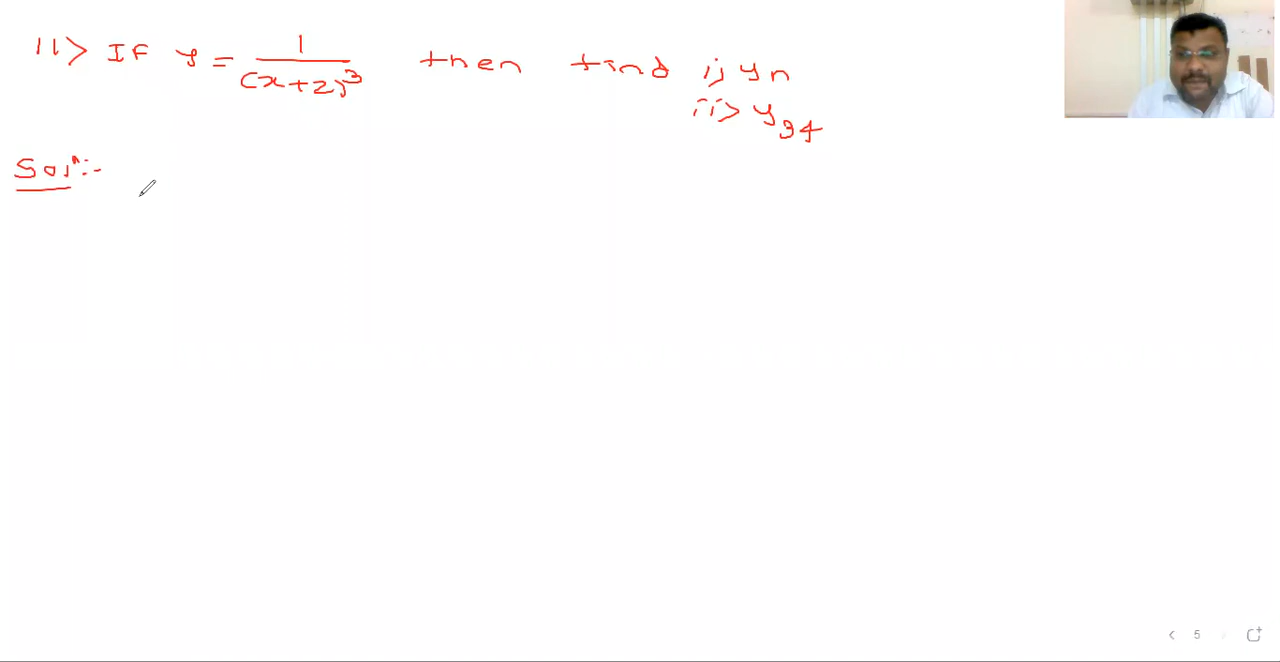 11> If y = 1/(x+2)³ then find i> yn
ii> y34
Solⁿ:-
5